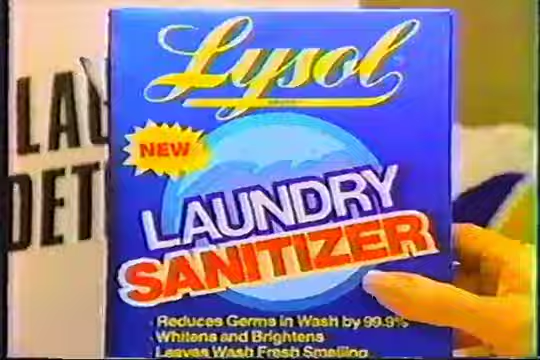 Lysol
NEW
LAUNDRY
SANITIZER
Reduces Germs in Wash by 99.9%
Whitens and Brightens
Leaves Wash Fresh Smelling
LAU
DET